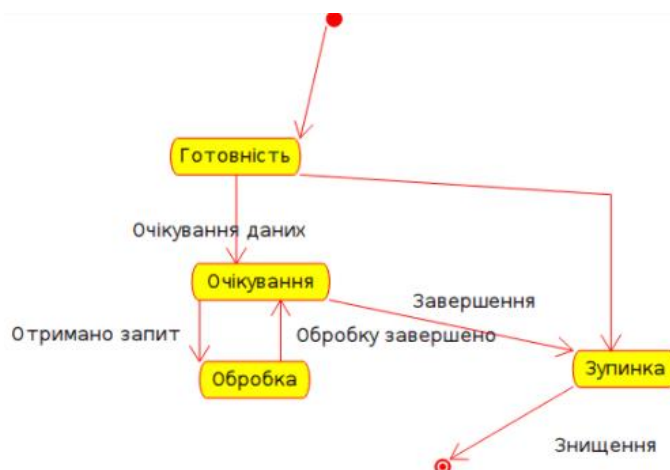 Готовність
Очікування даних
Очікування
Завершення
Отримано запит
Обробку завершено
Обробка
Зупинка
Знищення